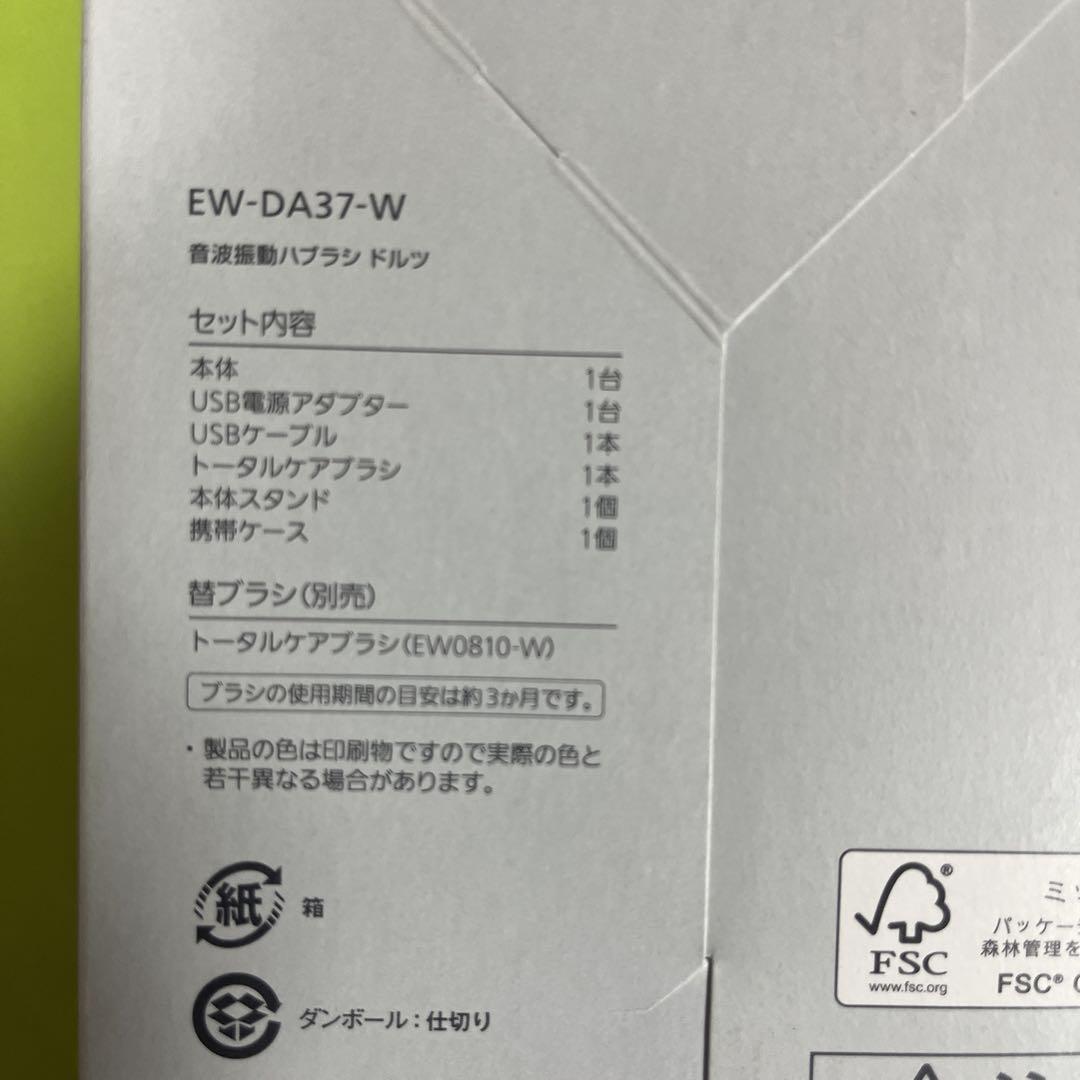 EW-DA37-W
音波振動ハブラシ ドルツ
セット内容
本体 1台
USB電源アダプター 1台
USBケーブル 1本
トータルケアブラシ 1本
本体スタンド 1個
携帯ケース 1個
替ブラシ(別売)
トータルケアブラシ(EW0810-W)
ブラシの使用期間の目安は約3か月です。
・製品の色は印刷物ですので実際の色と
若干異なる場合があります。
紙 箱
ダンボール:仕切り
FSC®
www.fsc.org
ミッ
パッケー
森林管理を
FSC®